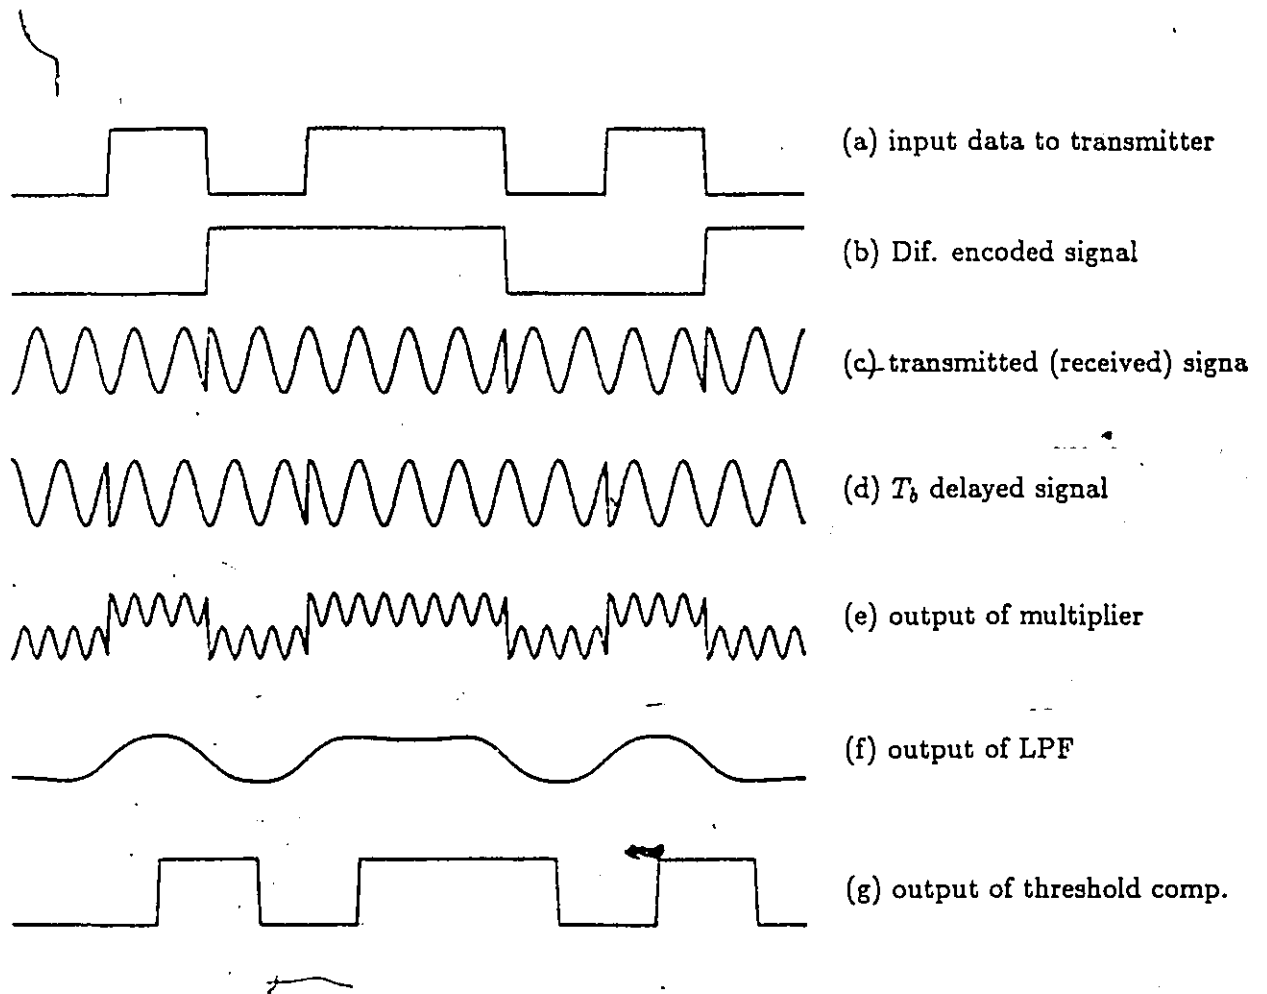 (a) input data to transmitter
(b) Dif. encoded signal
(c) transmitted (received) signa
(d) T_b delayed signal
(e) output of multiplier
(f) output of LPF
(g) output of threshold comp.